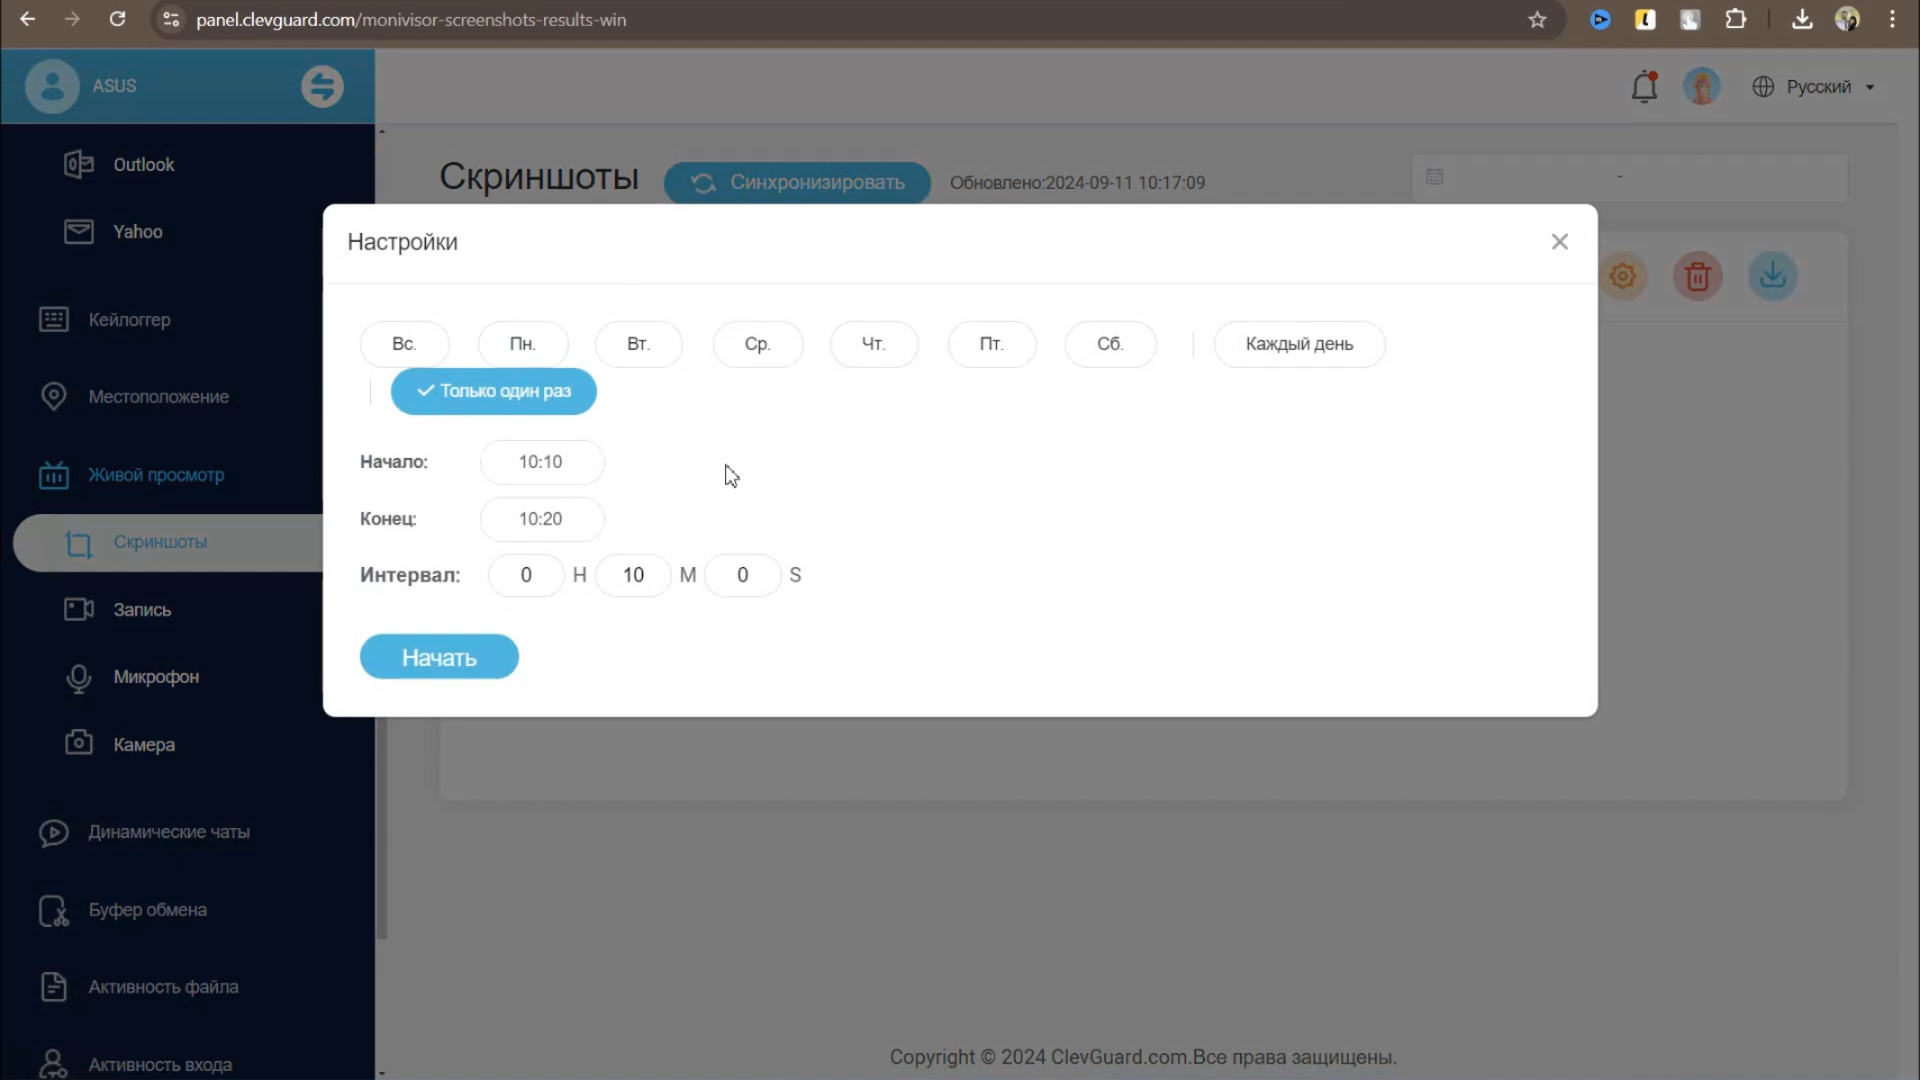 panel.clevguard.com/monivisor-screenshots-results-win
ASUS
Русский
Outlook
Yahoo
Кейлоггер
Местоположение
Живой просмотр
Скриншоты
Запись
Микрофон
Камера
Динамические чаты
Буфер обмена
Активность файла
Активность входа
Скриншоты
Синхронизировать
Обновлено:2024-09-11 10:17:09
-
Настройки
Вс. Пн. Вт. Ср. Чт. Пт. Сб. Каждый день
Только один раз
Начало: 10:10
Конец: 10:20
Интервал: 0 H 10 M 0 S
Начать
Copyright © 2024 ClevGuard.com.Все права защищены.